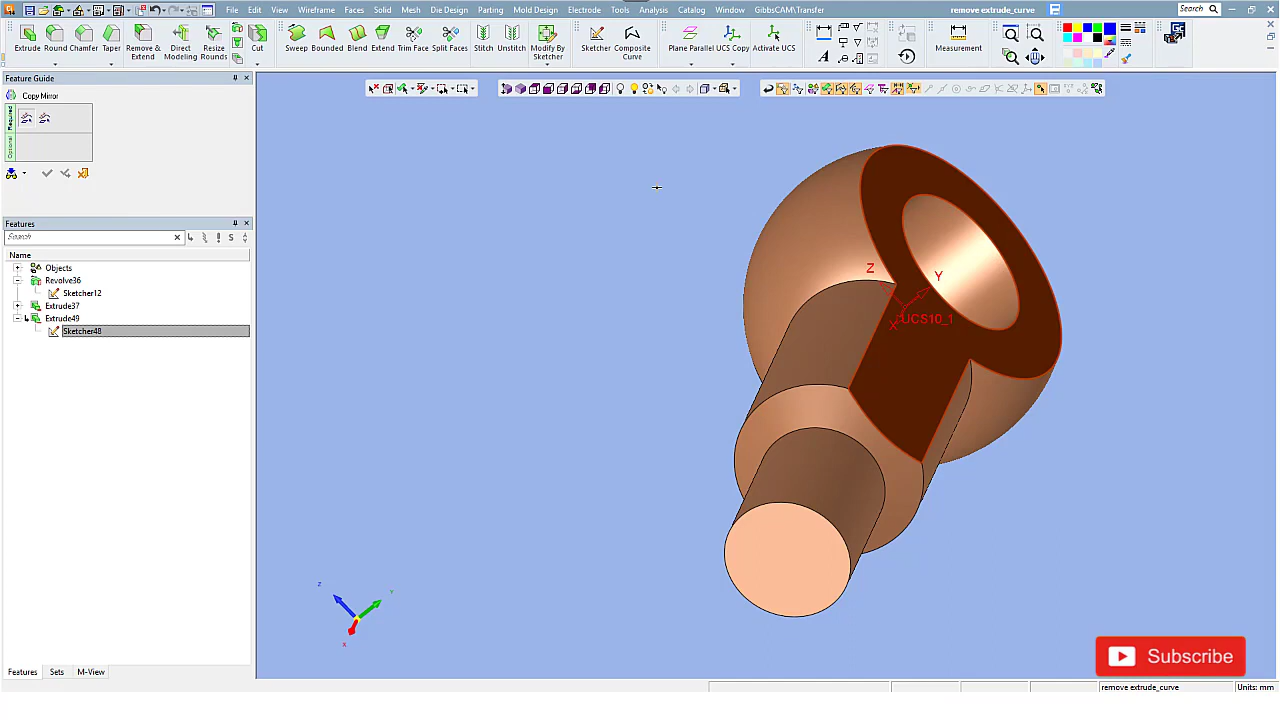 File Edit View Wireframe Faces Solid Mesh Die Design Parting Mold Design Electrode Tools Analysis Catalog Window GibbsCAM/Transfer
remove extrude_curve
Search
Extrude Round Chamfer Taper Remove & Extend Direct Modeling Resize Rounds Cut Sweep Bounded Blend Extend Trim/Ext. Split Faces Stitch Unstitch Modify By Sketcher Sketcher Composite Curve Plane Parallel UCS Copy Activate UCS Measurement
Feature Guide
Copy Mirror
Required
Optional
Features
Search
Name
Objects
Revolve36
Sketcher12
Extrude37
Extrude49
Sketcher48
Z
Y
X
UCS10_1
Z
Y
X
Subscribe
Features Sets M-View
remove extrude_curve
Units: mm